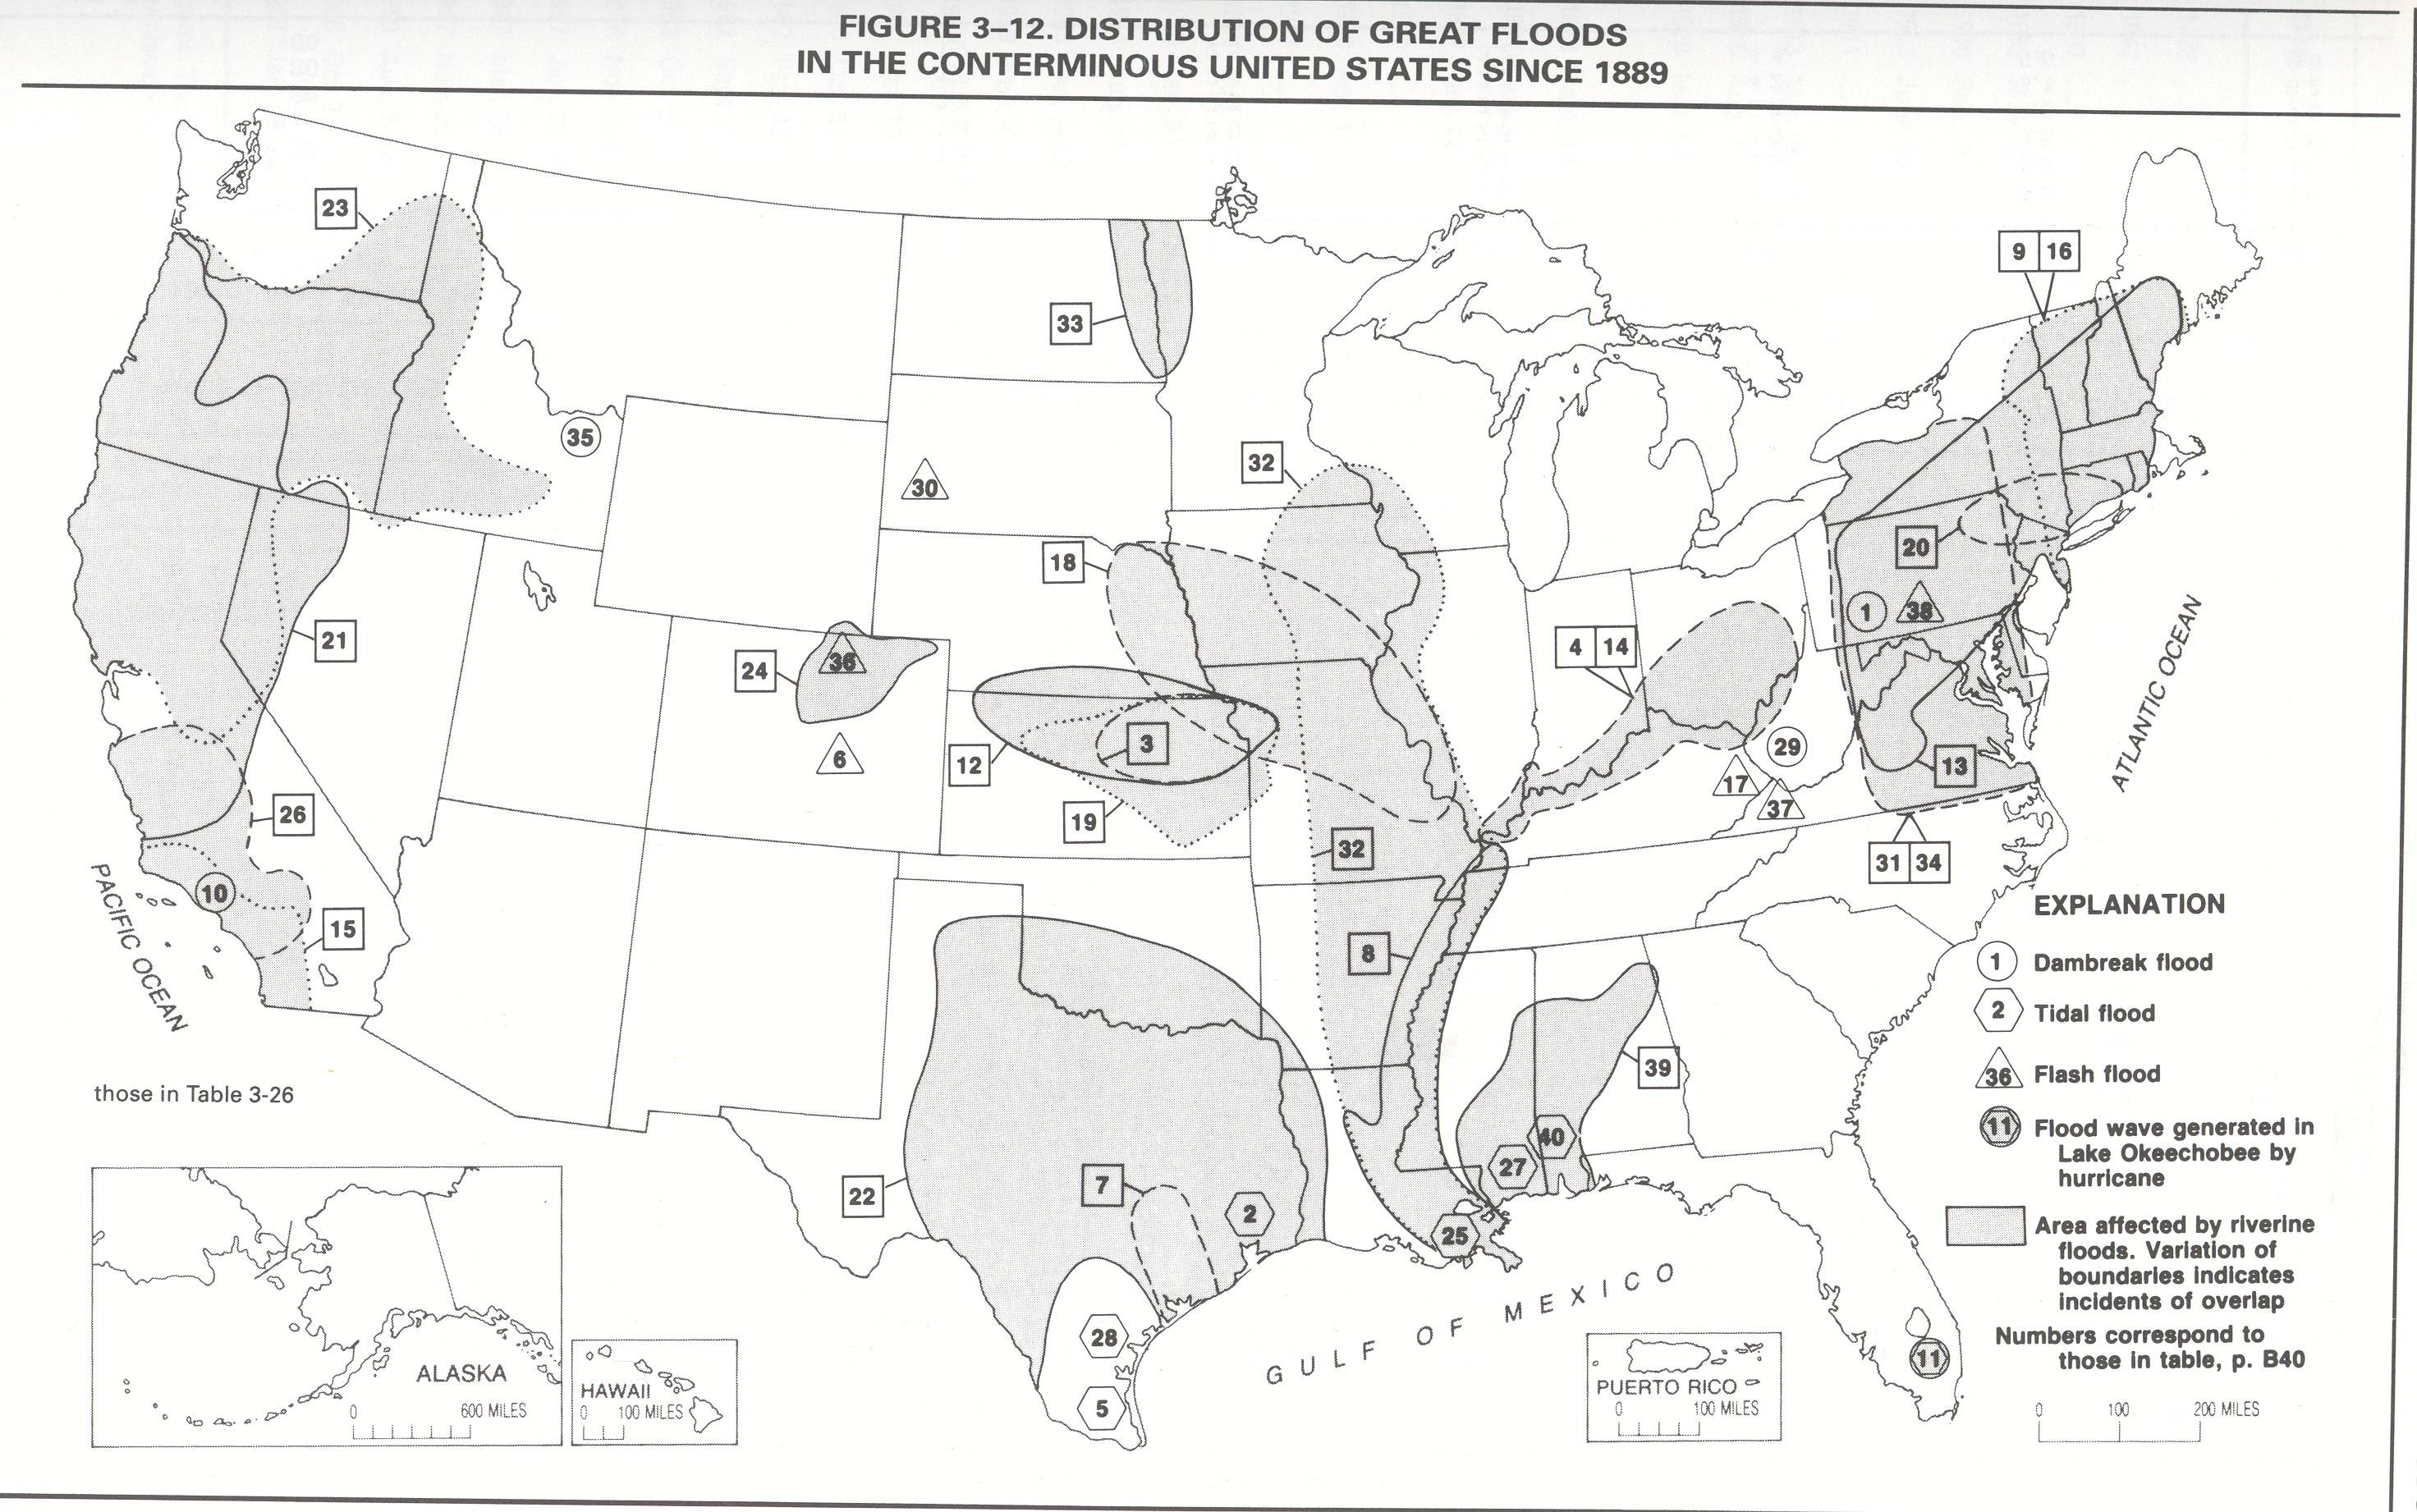 FIGURE 3–12. DISTRIBUTION OF GREAT FLOODS
IN THE CONTERMINOUS UNITED STATES SINCE 1889
23
33
9 16
35
30
32
18
20
1
38
21
24
36
4 14
3
12
6
29
13
17
37
26
19
32
31 34
10
15
8
39
PACIFIC OCEAN
ATLANTIC OCEAN
EXPLANATION
1 Dambreak flood
2 Tidal flood
36 Flash flood
11 Flood wave generated in
Lake Okeechobee by
hurricane
Area affected by riverine
floods. Variation of
boundaries indicates
incidents of overlap
Numbers correspond to
those in table, p. B40
those in Table 3-26
40
27
22
7
2
25
28
5
11
GULF OF MEXICO
ALASKA
0 600 MILES
HAWAII
0 100 MILES
PUERTO RICO
0 100 MILES
0 100 200 MILES